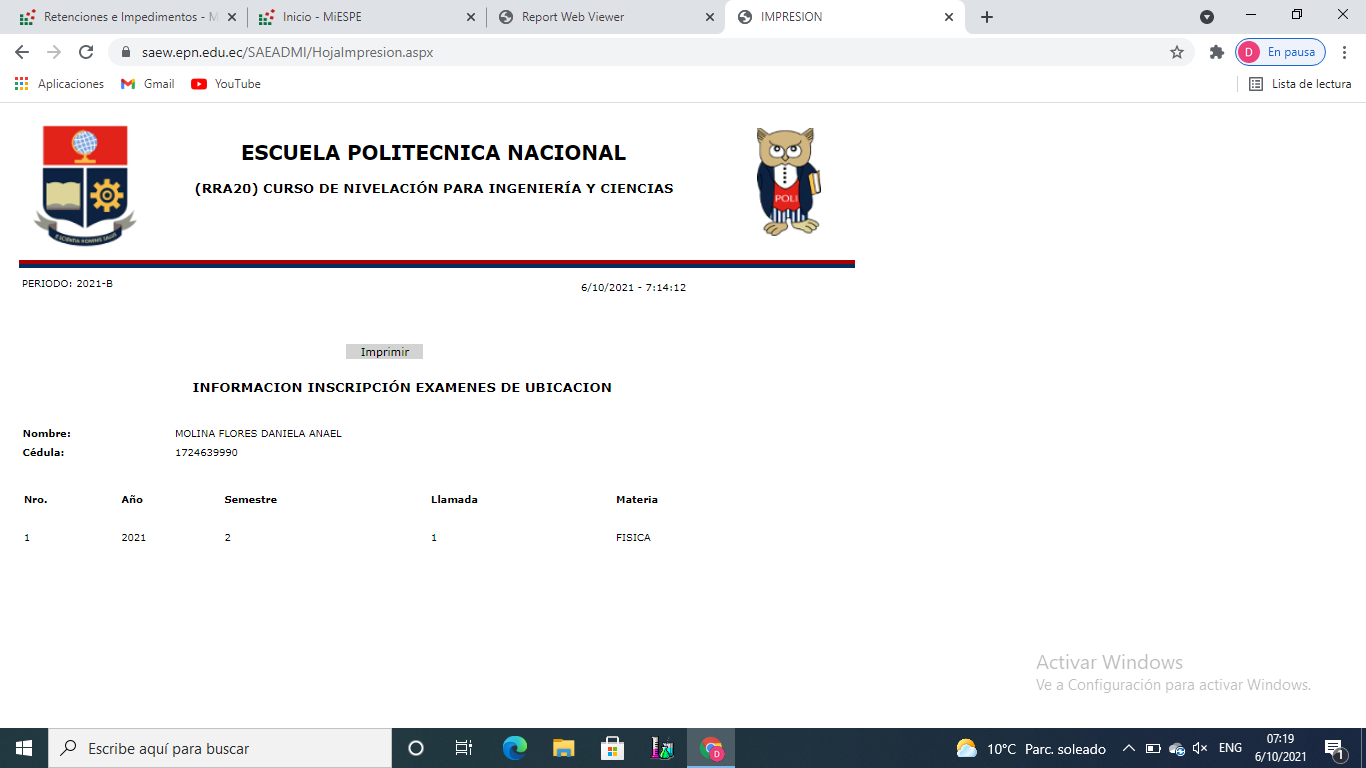 Retenciones e Impedimentos - M
Inicio - MiESPE
Report Web Viewer
IMPRESION
saew.epn.edu.ec/SAEADMI/HojaImpresion.aspx
D En pausa
Aplicaciones
Gmail
YouTube
Lista de lectura
ESCUELA POLITECNICA NACIONAL
(RRA20) CURSO DE NIVELACIÓN PARA INGENIERÍA Y CIENCIAS
POLI
E SCIENTIA HOMINIS SALUS
PERIODO: 2021-B
6/10/2021 - 7:14:12
Imprimir
INFORMACION INSCRIPCIÓN EXAMENES DE UBICACION
Nombre: MOLINA FLORES DANIELA ANAEL
Cédula: 1724639990
Nro. Año Semestre Llamada Materia
1 2021 2 1 FISICA
Activar Windows
Ve a Configuración para activar Windows.
Escribe aquí para buscar
D
10°C Parc. soleado
ENG
07:19
6/10/2021
1